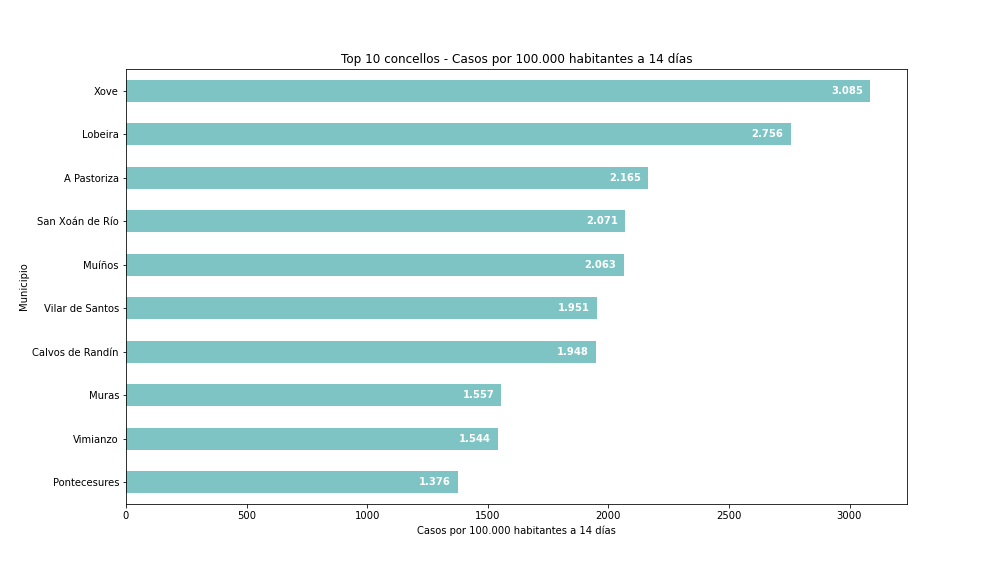 Top 10 concellos - Casos por 100.000 habitantes a 14 días
Municipio
Xove 3.085
Lobeira 2.756
A Pastoriza 2.165
San Xoán de Río 2.071
Muíños 2.063
Vilar de Santos 1.951
Calvos de Randín 1.948
Muras 1.557
Vimianzo 1.544
Pontecesures 1.376
0 500 1000 1500 2000 2500 3000
Casos por 100.000 habitantes a 14 días